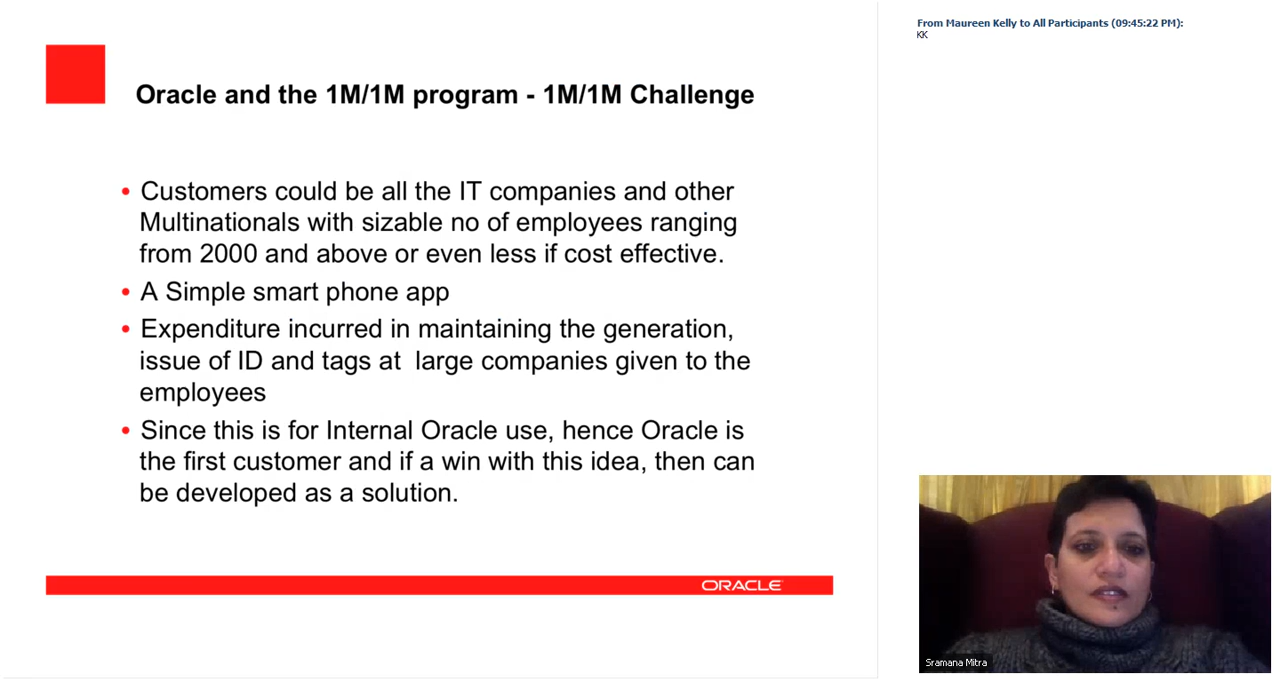 Oracle and the 1M/1M program - 1M/1M Challenge
• Customers could be all the IT companies and other
Multinationals with sizable no of employees ranging
from 2000 and above or even less if cost effective.
• A Simple smart phone app
• Expenditure incurred in maintaining the generation,
issue of ID and tags at  large companies given to the
employees
• Since this is for Internal Oracle use, hence Oracle is
the first customer and if a win with this idea, then can
be developed as a solution.
ORACLE
From Maureen Kelly to All Participants (09:45:22 PM):
KK
Sramana Mitra